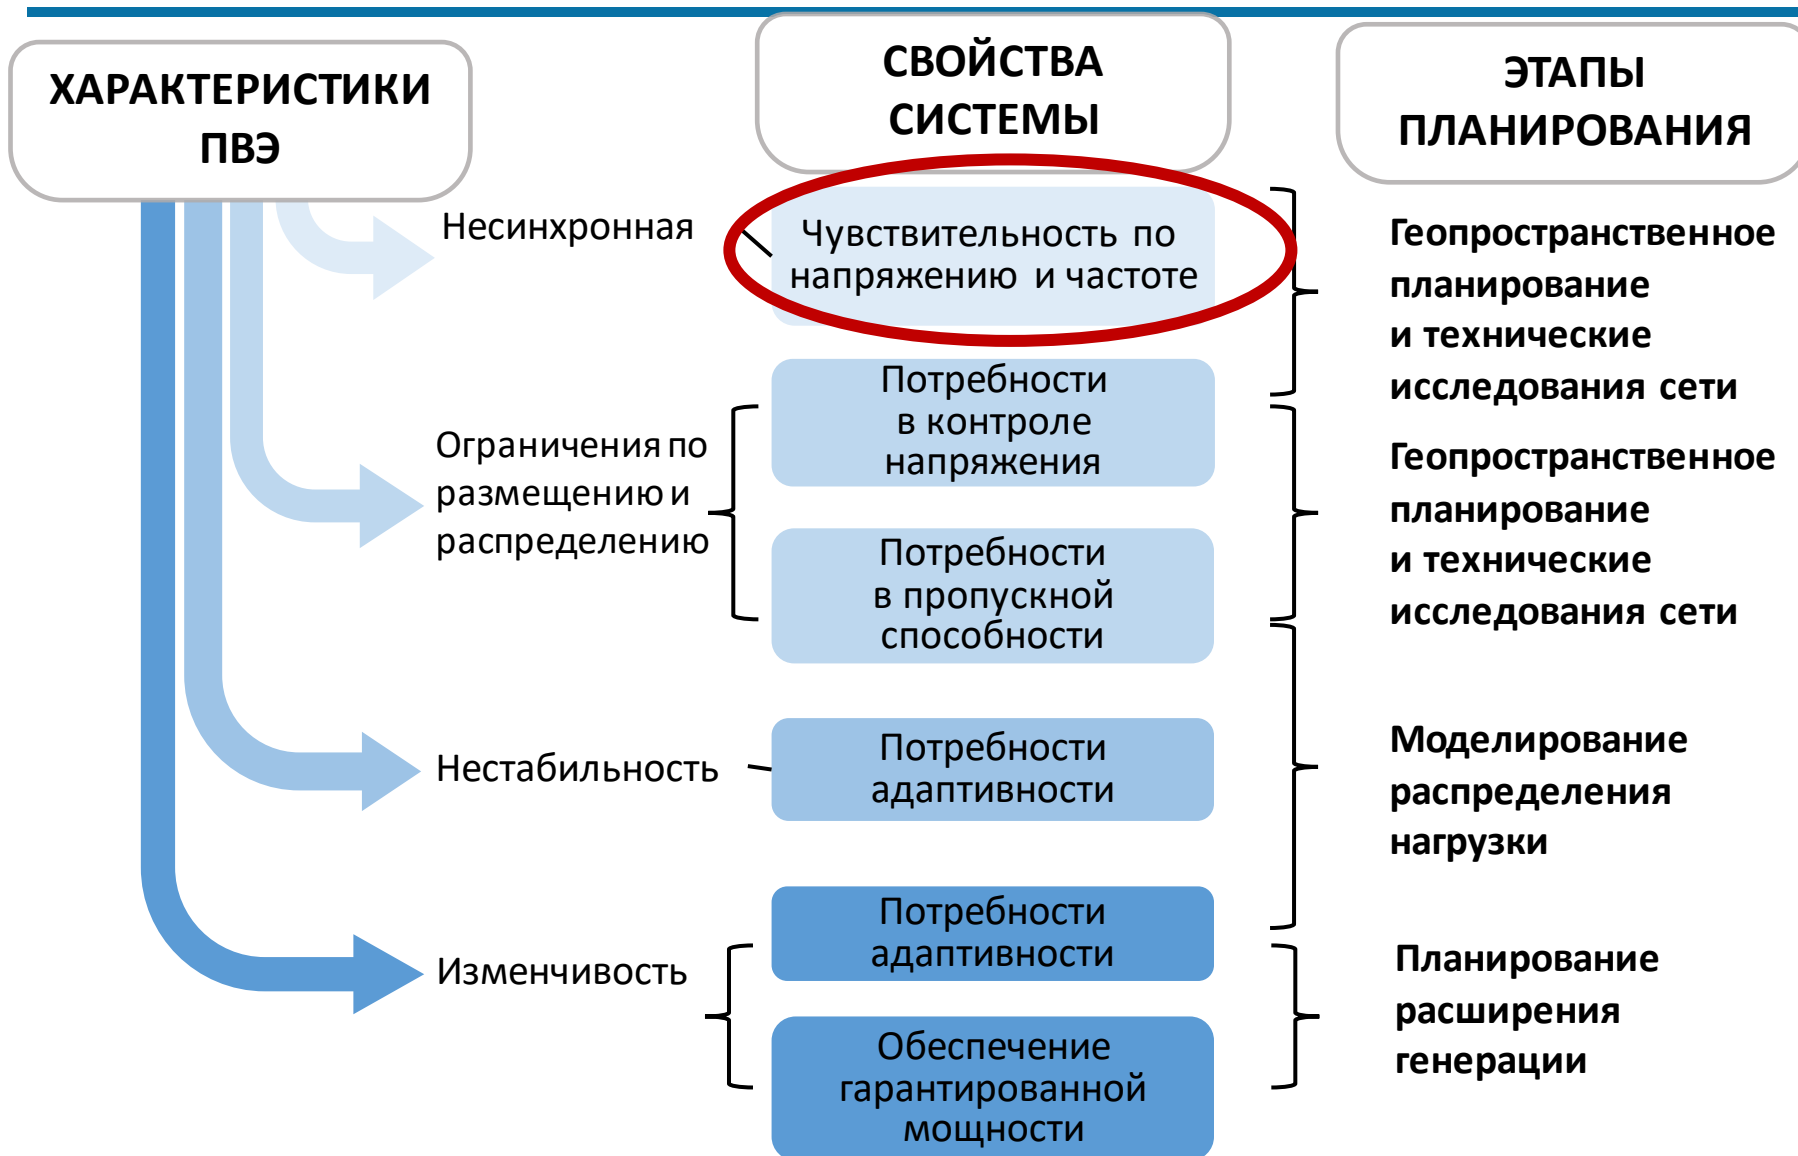 ХАРАКТЕРИСТИКИ
ПВЭ
СВОЙСТВА
СИСТЕМЫ
ЭТАПЫ
ПЛАНИРОВАНИЯ
Несинхронная
Чувствительность по
напряжению и частоте
Геопространственное
планирование
и технические
исследования сети
Ограничения по
размещению и
распределению
Потребности
в контроле
напряжения
Потребности
в пропускной
способности
Геопространственное
планирование
и технические
исследования сети
Нестабильность
Потребности
адаптивности
Моделирование
распределения
нагрузки
Изменчивость
Потребности
адаптивности
Обеспечение
гарантированной
мощности
Планирование
расширения
генерации